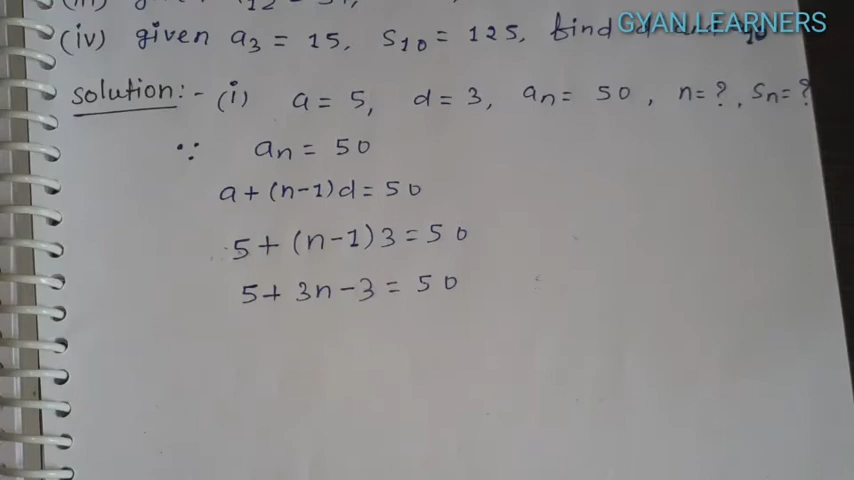 (iv) given a₃ = 15, S₁₀ = 125, find d
GYAN LEARNERS
Solution:- (i) a = 5, d = 3, aₙ = 50, n = ?, Sₙ = ?
∵ aₙ = 50
a + (n-1)d = 50
5 + (n-1)3 = 50
5 + 3n - 3 = 50